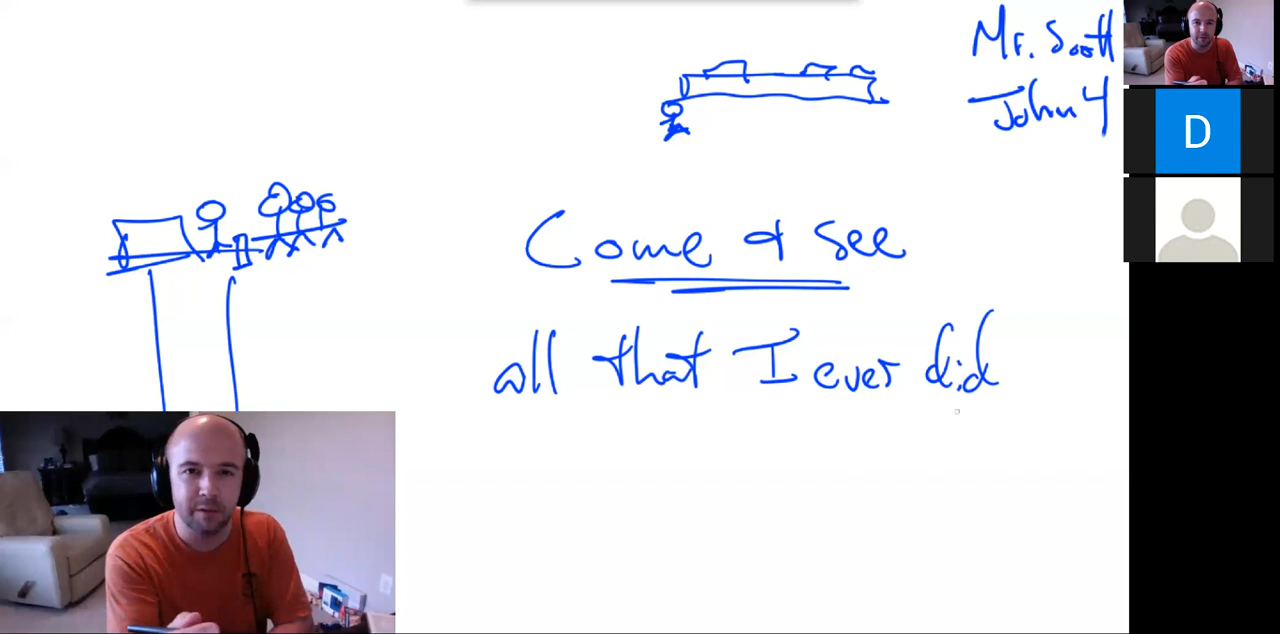 Mr. Scott
John 4
D
Come & see
all that I ever did